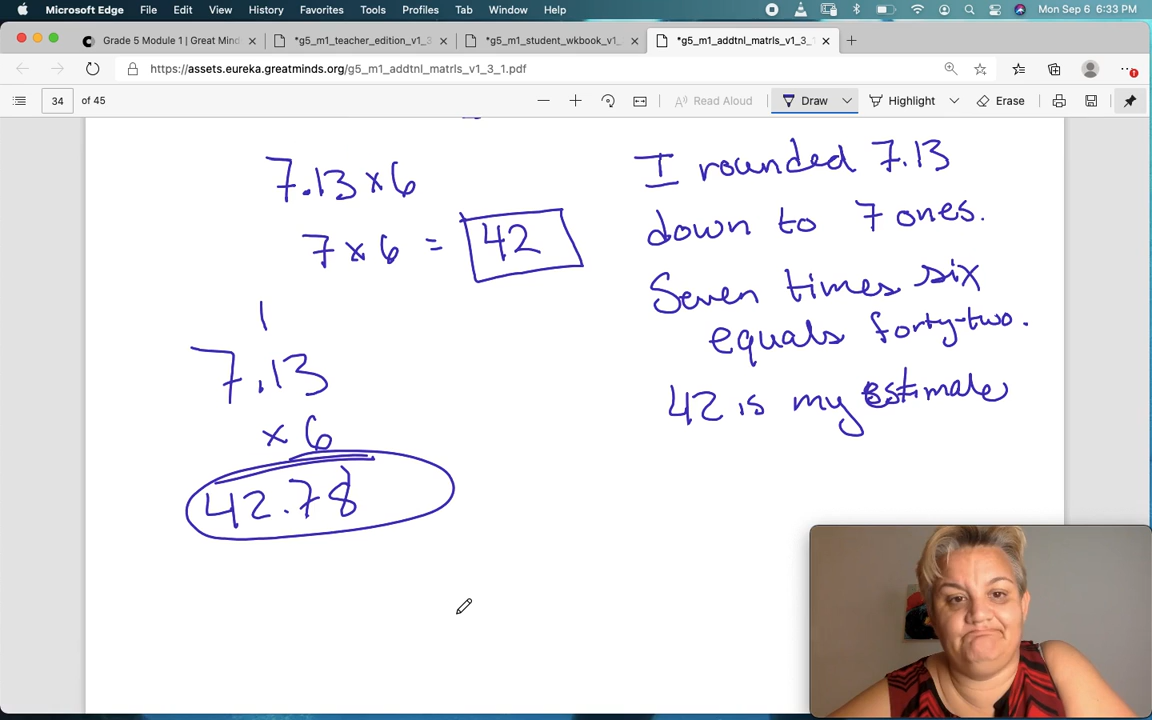 Microsoft Edge File Edit View History Favorites Tools Profiles Tab Window Help Mon Sep 6 6:33 PM
Grade 5 Module 1 | Great Mind *g5_m1_teacher_edition_v1_3 *g5_m1_student_wkbook_v1_ *g5_m1_addtnl_matrls_v1_3_1.
https://assets.eureka.greatminds.org/g5_m1_addtnl_matrls_v1_3_1.pdf
34 of 45 Read Aloud Draw Highlight Erase
7.13 x 6
7 x 6 = 42
1
7.13
x 6
42.78
I rounded 7.13
down to 7 ones.
Seven times six
equals forty-two.
42 is my estimate